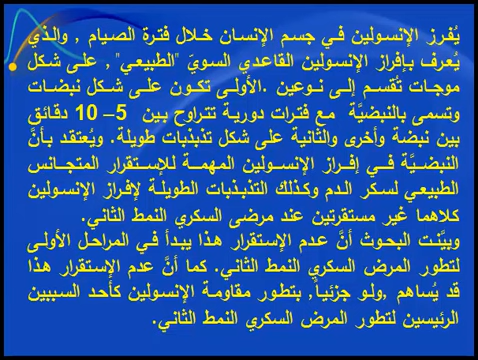 يُفرز الإنسولين في جسم الإنسان خلال فترة الصيام , والذي
يُعرف بإفراز الإنسولين القاعدي السويّ "الطبيعي" , على شكل
موجات تُقسم إلى نوعين .الأولى تكون على شكل نبضات
وتسمى بالنبضيَّة مع فترات دورية تتراوح بين 5– 10 دقائق
بين نبضة وأخرى والثانية على شكل تذبذبات طويلة. ويُعتقد بأنَّ
النبضيَّة في إفراز الإنسولين المهمة للإستقرار المتجانس
الطبيعي لسكر الدم وكذلك التذبذبات الطويلة لإفراز الإنسولين
كلاهما غير مستقرتين عند مرضى السكري النمط الثاني.
وبيَّنت البحوث أنَّ عدم الإستقرار هذا يبدأ في المراحل الأولى
لتطور المرض السكري النمط الثاني. كما أنَّ عدم الإستقرار هذا
قد يُساهم ,ولو جزئياً, بتطور مقاومة الإنسولين كأحد السببين
الرئيسين لتطور المرض السكري النمط الثاني.